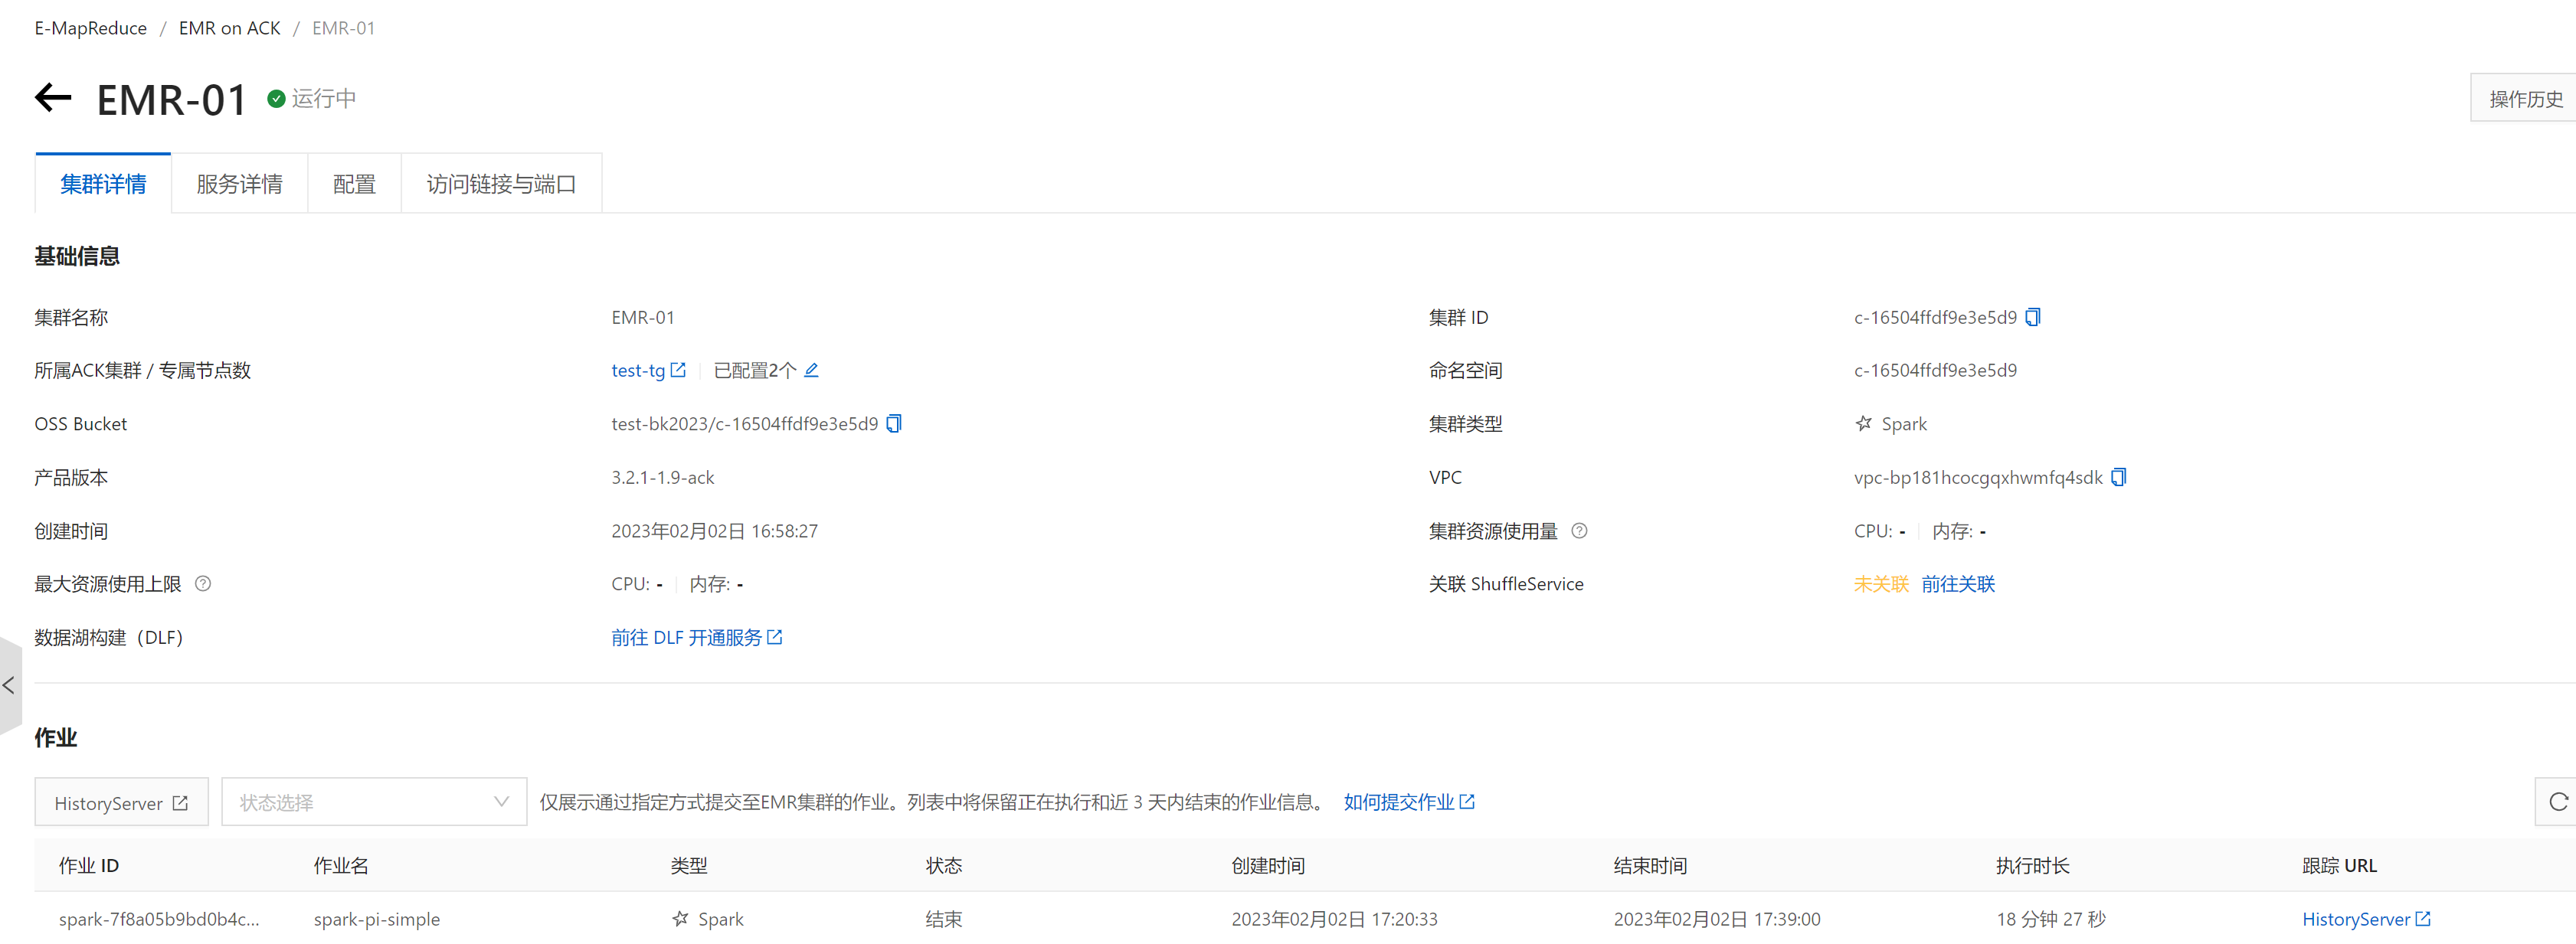 E-MapReduce / EMR on ACK / EMR-01
EMR-01 运行中
操作历史
集群详情 服务详情 配置 访问链接与端口
基础信息
集群名称 EMR-01 集群 ID c-16504ffdf9e3e5d9
所属ACK集群 / 专属节点数 test-tg 已配置2个 命名空间 c-16504ffdf9e3e5d9
OSS Bucket test-bk2023/c-16504ffdf9e3e5d9 集群类型 Spark
产品版本 3.2.1-1.9-ack VPC vpc-bp181hcocgqxhwmfq4sdk
创建时间 2023年02月02日 16:58:27 集群资源使用量 CPU: - 内存: -
最大资源使用上限 CPU: - 内存: - 关联 ShuffleService 未关联 前往关联
数据湖构建（DLF） 前往 DLF 开通服务
作业
HistoryServer 状态选择 仅展示通过指定方式提交至EMR集群的作业。列表中将保留正在执行和近 3 天内结束的作业信息。 如何提交作业
作业 ID 作业名 类型 状态 创建时间 结束时间 执行时长 跟踪 URL
spark-7f8a05b9bd0b4c... spark-pi-simple Spark 结束 2023年02月02日 17:20:33 2023年02月02日 17:39:00 18 分钟 27 秒 HistoryServer